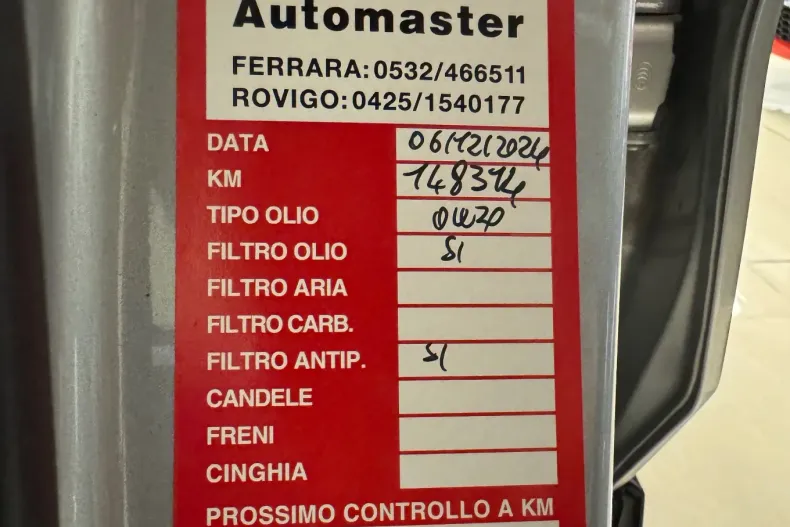 Automaster
FERRARA:0532/466511
ROVIGO:0425/1540177
DATA 06/12/2024
KM 148314
TIPO OLIO 0W20
FILTRO OLIO SI
FILTRO ARIA
FILTRO CARB.
FILTRO ANTIP. SI
CANDELE
FRENI
CINGHIA
PROSSIMO CONTROLLO A KM